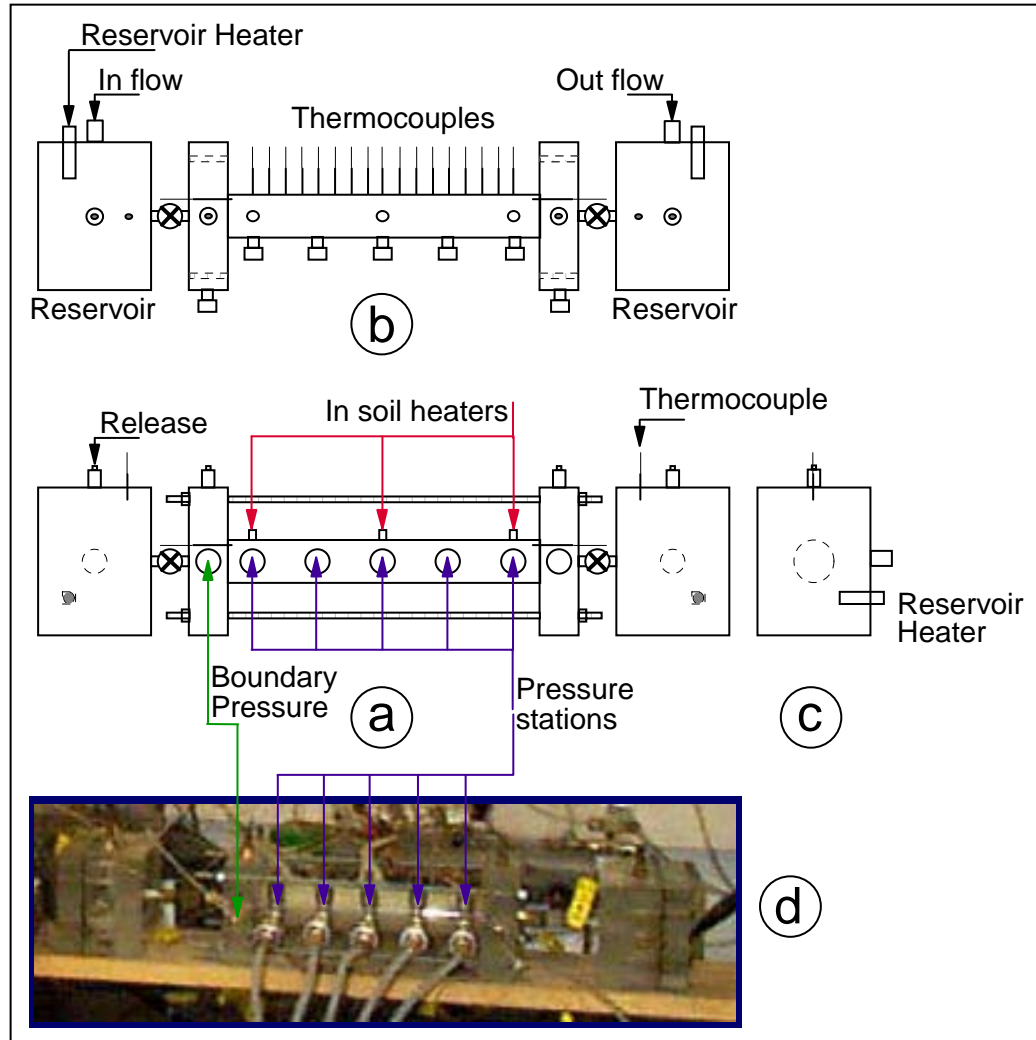 Reservoir Heater
In flow
Out flow
Thermocouples
Reservoir
Reservoir
b
Release
In soil heaters
Thermocouple
Reservoir
Heater
Boundary
Pressure
Pressure
stations
a
c
d